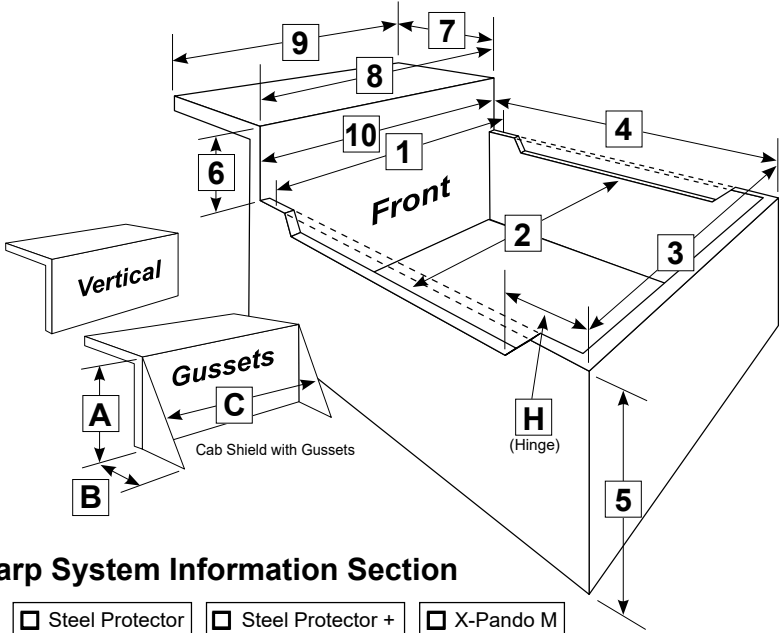 9
7
8
10
4
1
6
Front
2
3
Vertical
Gussets
A
C
H
(Hinge)
Cab Shield with Gussets
B
5
arp System Information Section
Steel Protector
Steel Protector +
X-Pando M